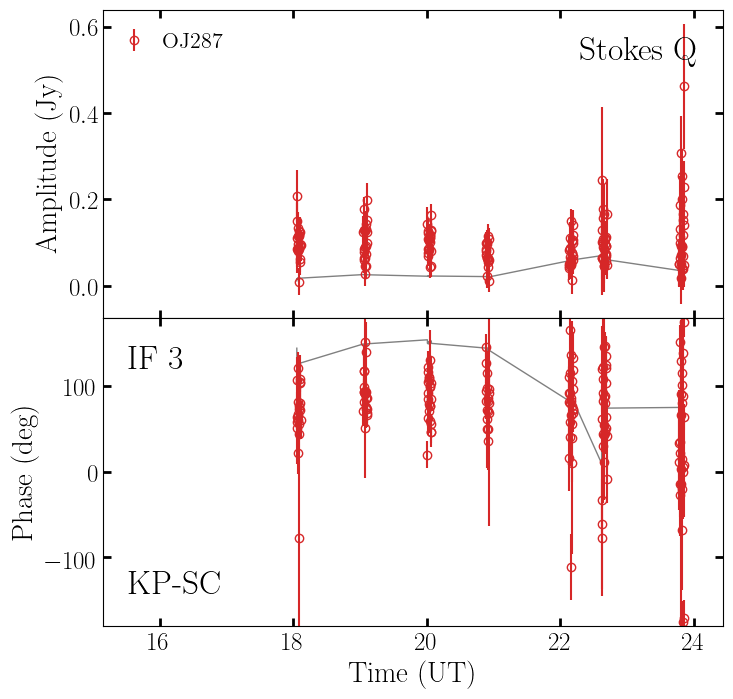 0.6
OJ287
Stokes Q
0.4
Amplitude (Jy)
0.2
0.0
IF 3
100
Phase (deg)
0
−100
KP-SC
16 18 20 22 24
Time (UT)